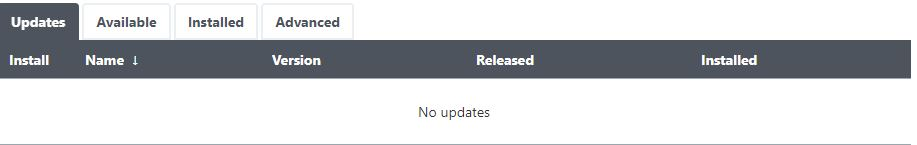 Updates Available Installed Advanced
Install Name ↓ Version Released Installed
No updates